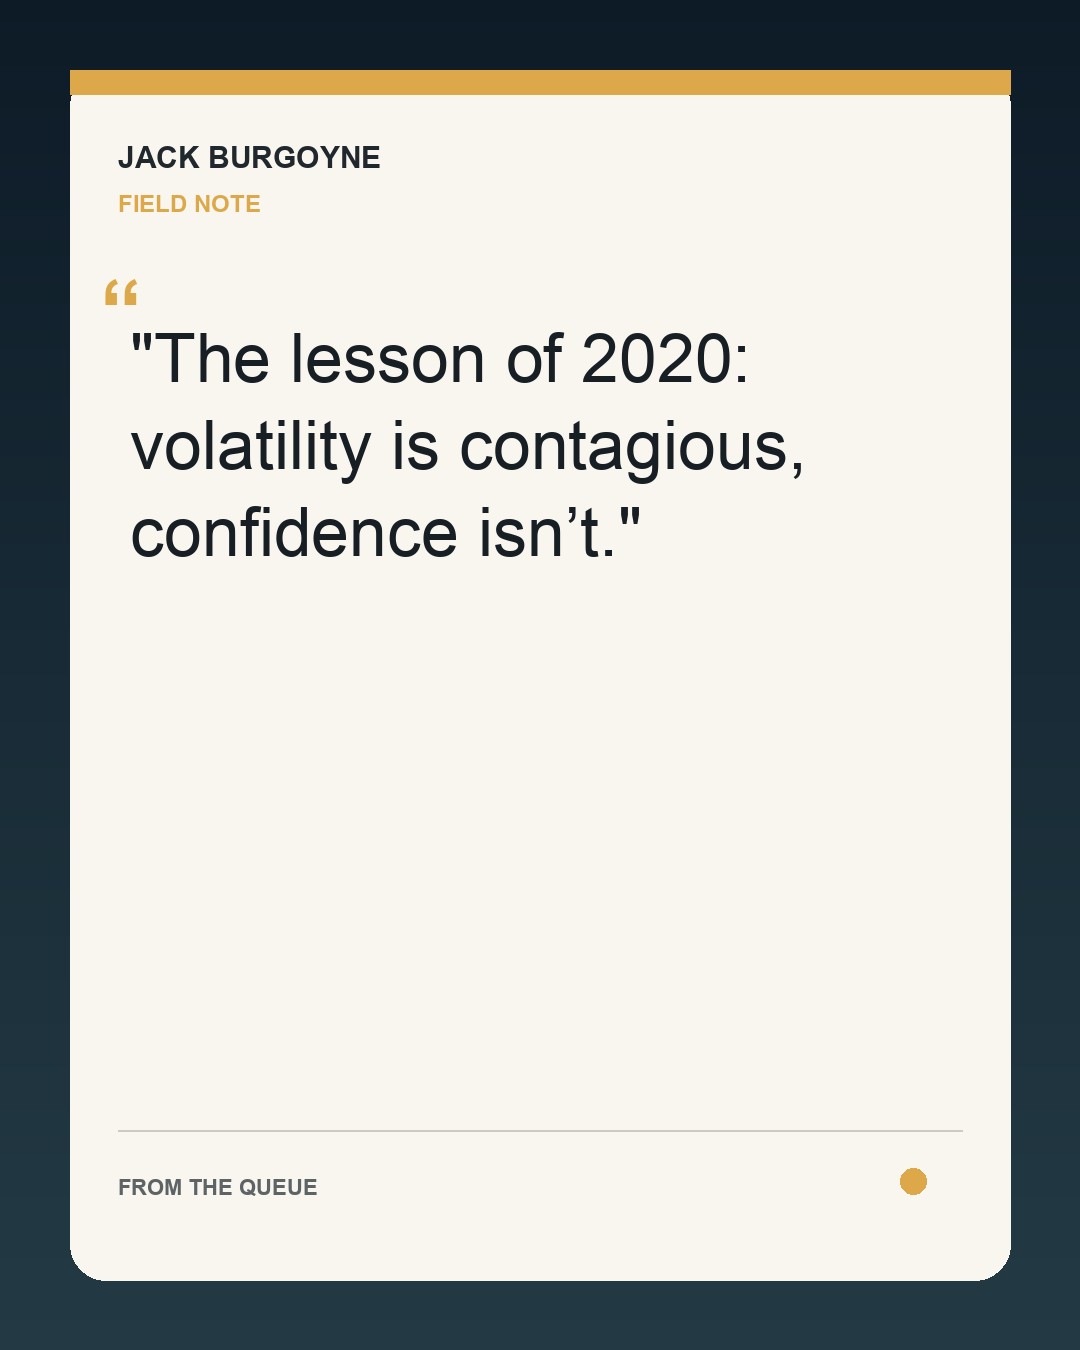 JACK BURGOYNE
FIELD NOTE
“
"The lesson of 2020:
volatility is contagious,
confidence isn’t."
FROM THE QUEUE